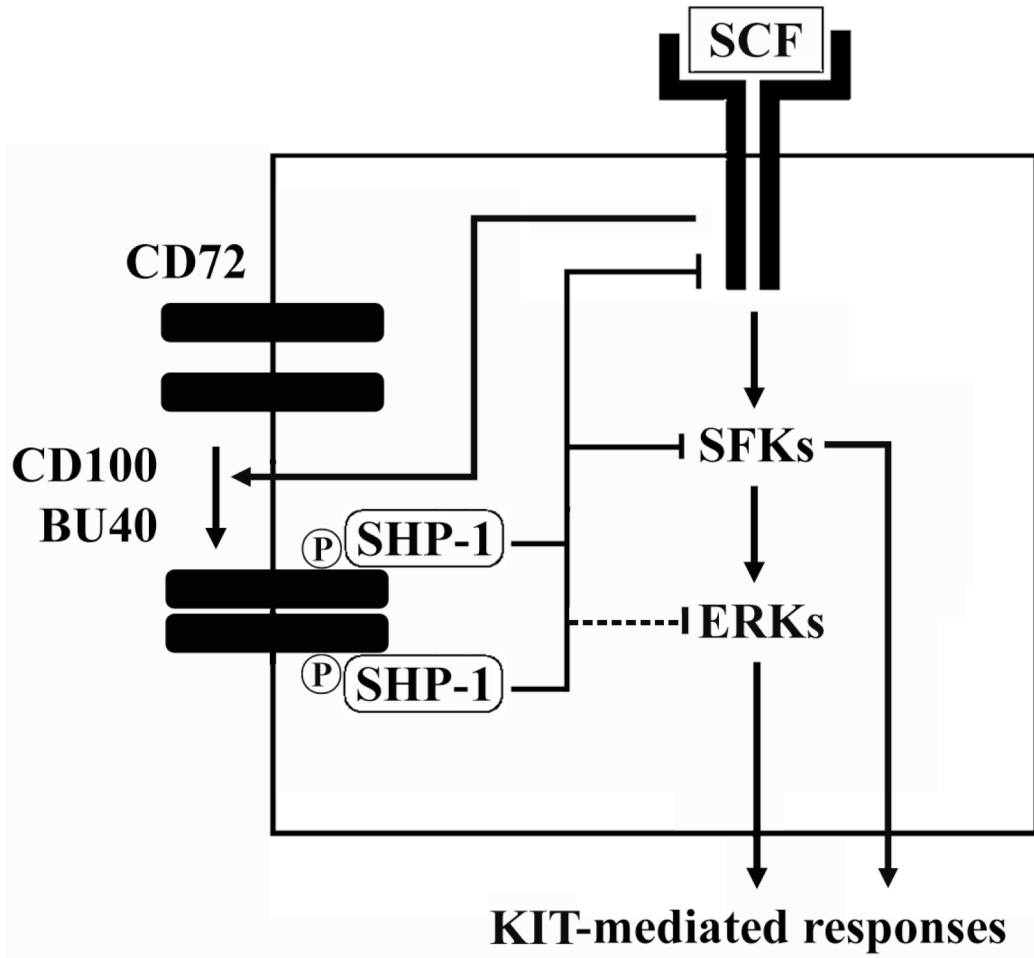 SCF
CD72
CD100
BU40
SFKs
P
SHP-1
ERKs
P
SHP-1
KIT-mediated responses